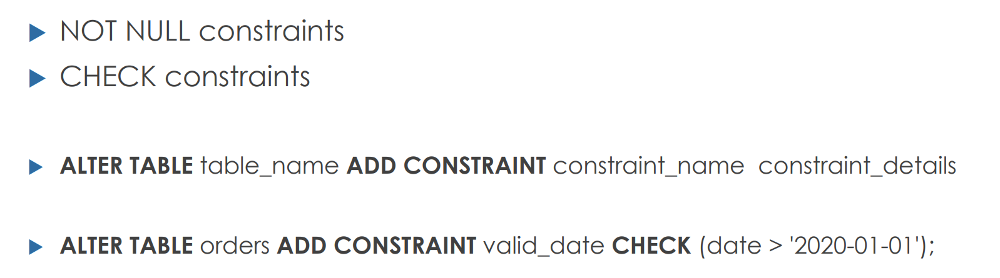 NOT NULL constraints
CHECK constraints
ALTER TABLE table_name ADD CONSTRAINT constraint_name  constraint_details
ALTER TABLE orders ADD CONSTRAINT valid_date CHECK (date > '2020-01-01');